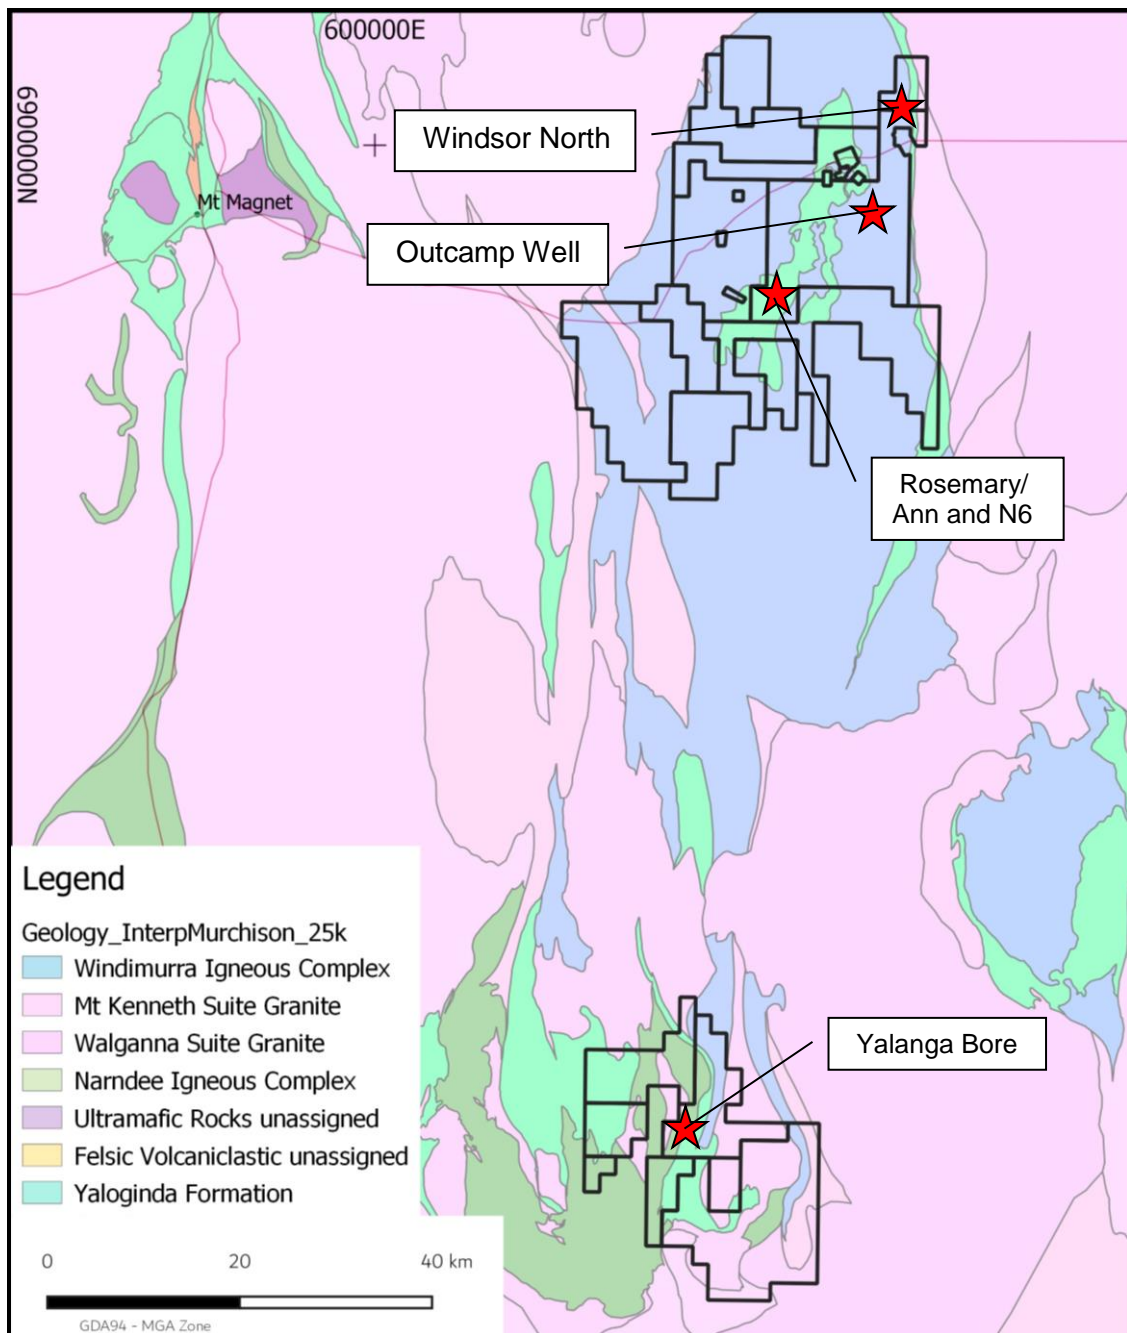 600000E
6900000N
Windsor North
Mt Magnet
Outcamp Well
Rosemary/
Ann and N6
Legend
Geology_InterpMurchison_25k
Windimurra Igneous Complex
Mt Kenneth Suite Granite
Walganna Suite Granite
Narndee Igneous Complex
Ultramafic Rocks unassigned
Felsic Volcaniclastic unassigned
Yaloginda Formation
Yalanga Bore
0 20 40 km
GDA94 - MGA Zone